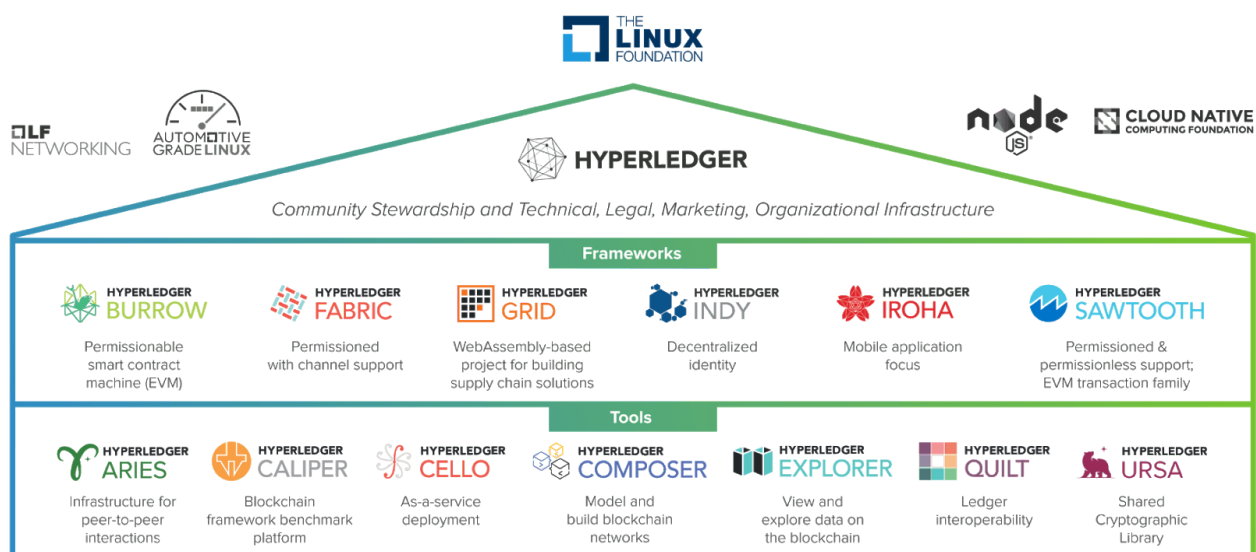 THE
LINUX
FOUNDATION
LF
NETWORKING
AUTOMOTIVE
GRADELINUX
node
JS
CLOUD NATIVE
COMPUTING FOUNDATION
HYPERLEDGER
Community Stewardship and Technical, Legal, Marketing, Organizational Infrastructure
Frameworks
HYPERLEDGER
BURROW
Permissionable
smart contract
machine (EVM)
HYPERLEDGER
FABRIC
Permissioned
with channel support
HYPERLEDGER
GRID
WebAssembly-based
project for building
supply chain solutions
HYPERLEDGER
INDY
Decentralized
identity
HYPERLEDGER
IROHA
Mobile application
focus
HYPERLEDGER
SAWTOOTH
Permissioned &
permissionless support;
EVM transaction family
Tools
HYPERLEDGER
ARIES
Infrastructure for
peer-to-peer
interactions
HYPERLEDGER
CALIPER
Blockchain
framework benchmark
platform
HYPERLEDGER
CELLO
As-a-service
deployment
HYPERLEDGER
COMPOSER
Model and
build blockchain
networks
HYPERLEDGER
EXPLORER
View and
explore data on
the blockchain
HYPERLEDGER
QUILT
Ledger
interoperability
HYPERLEDGER
URSA
Shared
Cryptographic
Library